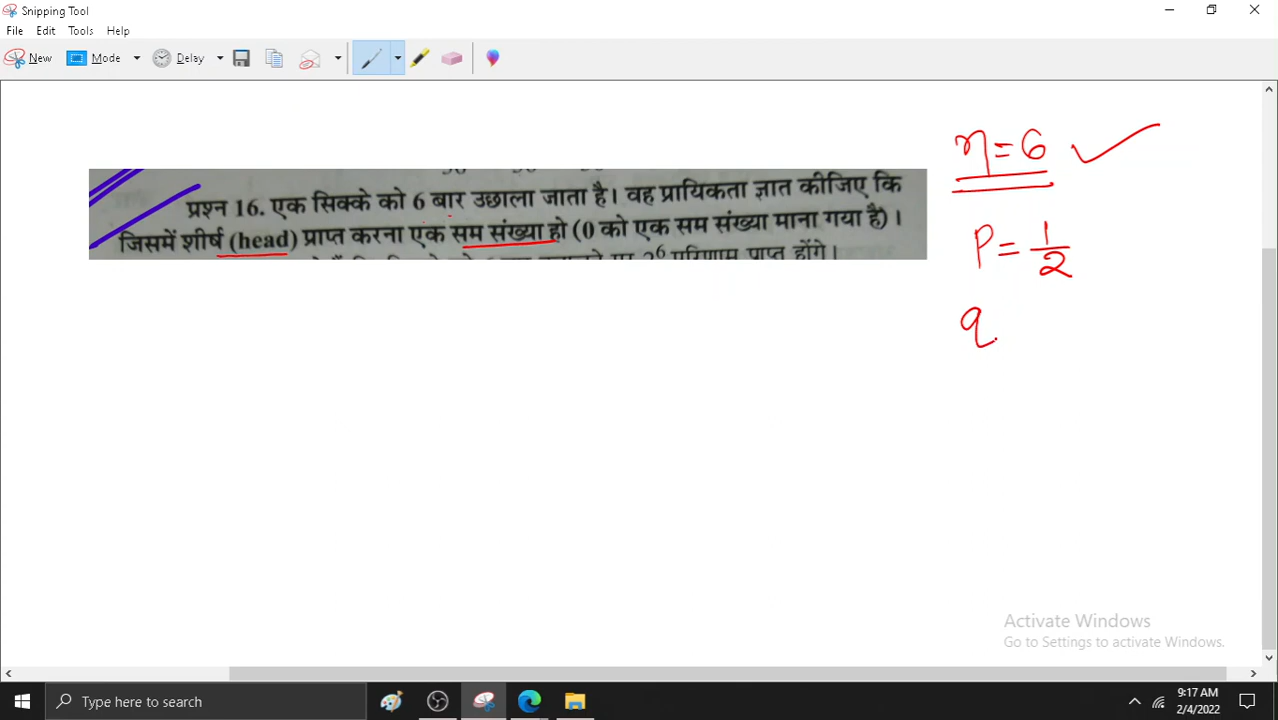 Snipping Tool
File Edit Tools Help
New Mode Delay
प्रश्न 16. एक सिक्के को 6 बार उछाला जाता है। वह प्रायिकता ज्ञात कीजिए कि
जिसमें शीर्ष (head) प्राप्त करना एक सम संख्या हो (0 को एक सम संख्या माना गया है)।
2⁶ परिणाम प्राप्त होंगे।
n=6
P=1/2
q
Activate Windows
Go to Settings to activate Windows.
Type here to search
9:17 AM
2/4/2022